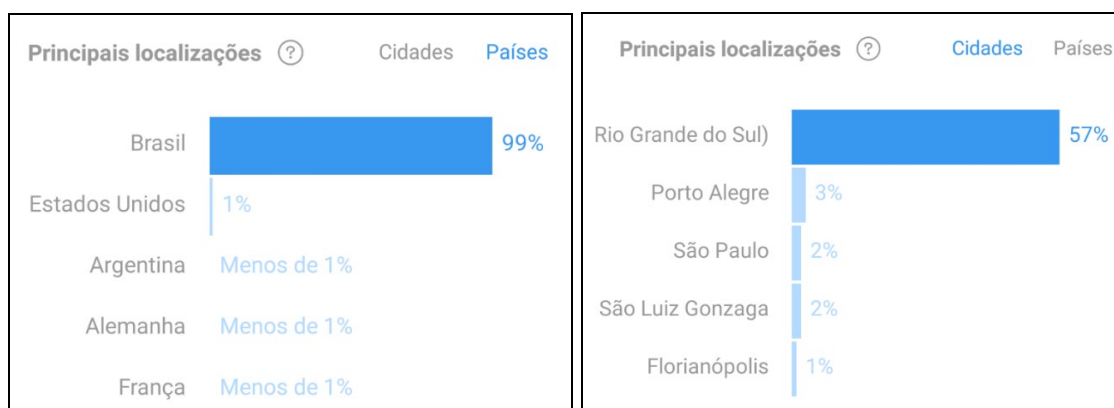 Principais localizações ? Cidades Países
Brasil 99%
Estados Unidos 1%
Argentina Menos de 1%
Alemanha Menos de 1%
França Menos de 1%
Principais localizações ? Cidades Países
Rio Grande do Sul) 57%
Porto Alegre 3%
São Paulo 2%
São Luiz Gonzaga 2%
Florianópolis 1%